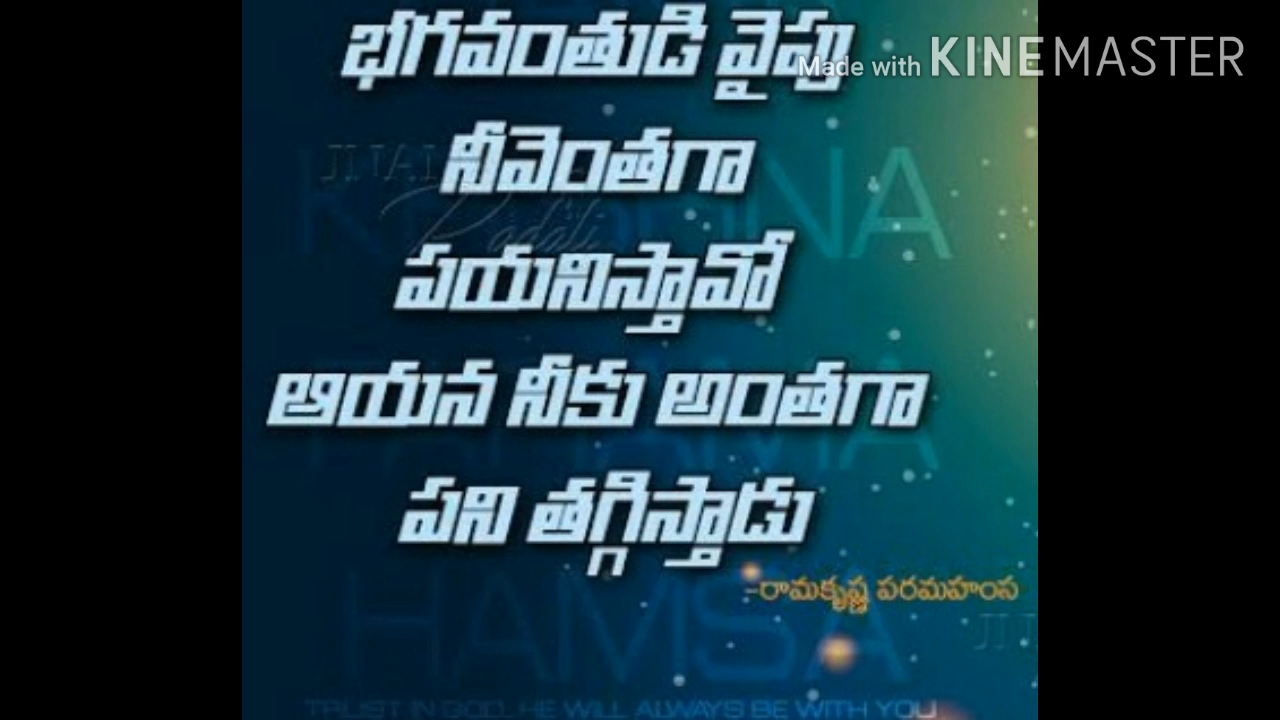 భగవంతుడి వైపు
Made with KINEMASTER
నీవెంతగా
పయనిస్తావో
ఆయన నీకు అంతగా
పని తగ్గిస్తాడు
-రామకృష్ణ పరమహంస
HAMSA
TRUST IN GOD, HE WILL ALWAYS BE WITH YOU